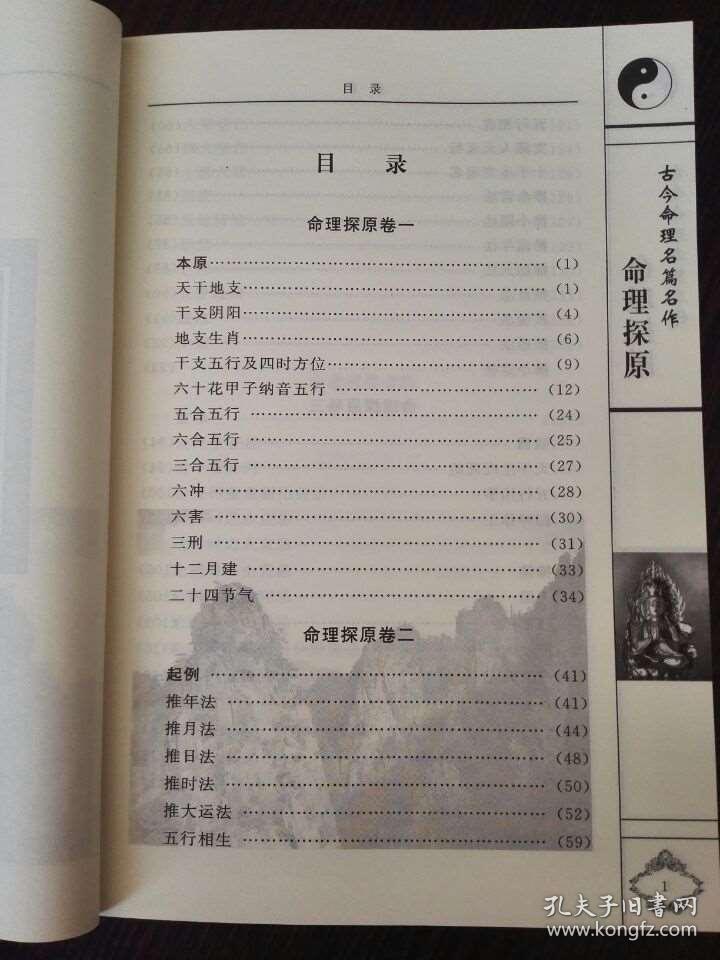 目 录
目 录
命理探原卷一
本原………………………………………(1)
天干地支…………………………………(1)
干支阴阳…………………………………(4)
地支生肖…………………………………(6)
干支五行及四时方位……………………(9)
六十花甲子纳音五行……………………(12)
五合五行…………………………………(24)
六合五行…………………………………(25)
三合五行…………………………………(27)
六冲………………………………………(28)
六害………………………………………(30)
三刑………………………………………(31)
十二月建…………………………………(33)
二十四节气………………………………(34)
命理探原卷二
起例………………………………………(41)
推年法……………………………………(41)
推月法……………………………………(44)
推日法……………………………………(48)
推时法……………………………………(50)
推大运法…………………………………(52)
五行相生…………………………………(59)
古今命理名篇名作
命理探原
1
孔夫子旧书网
www.kongfz.com